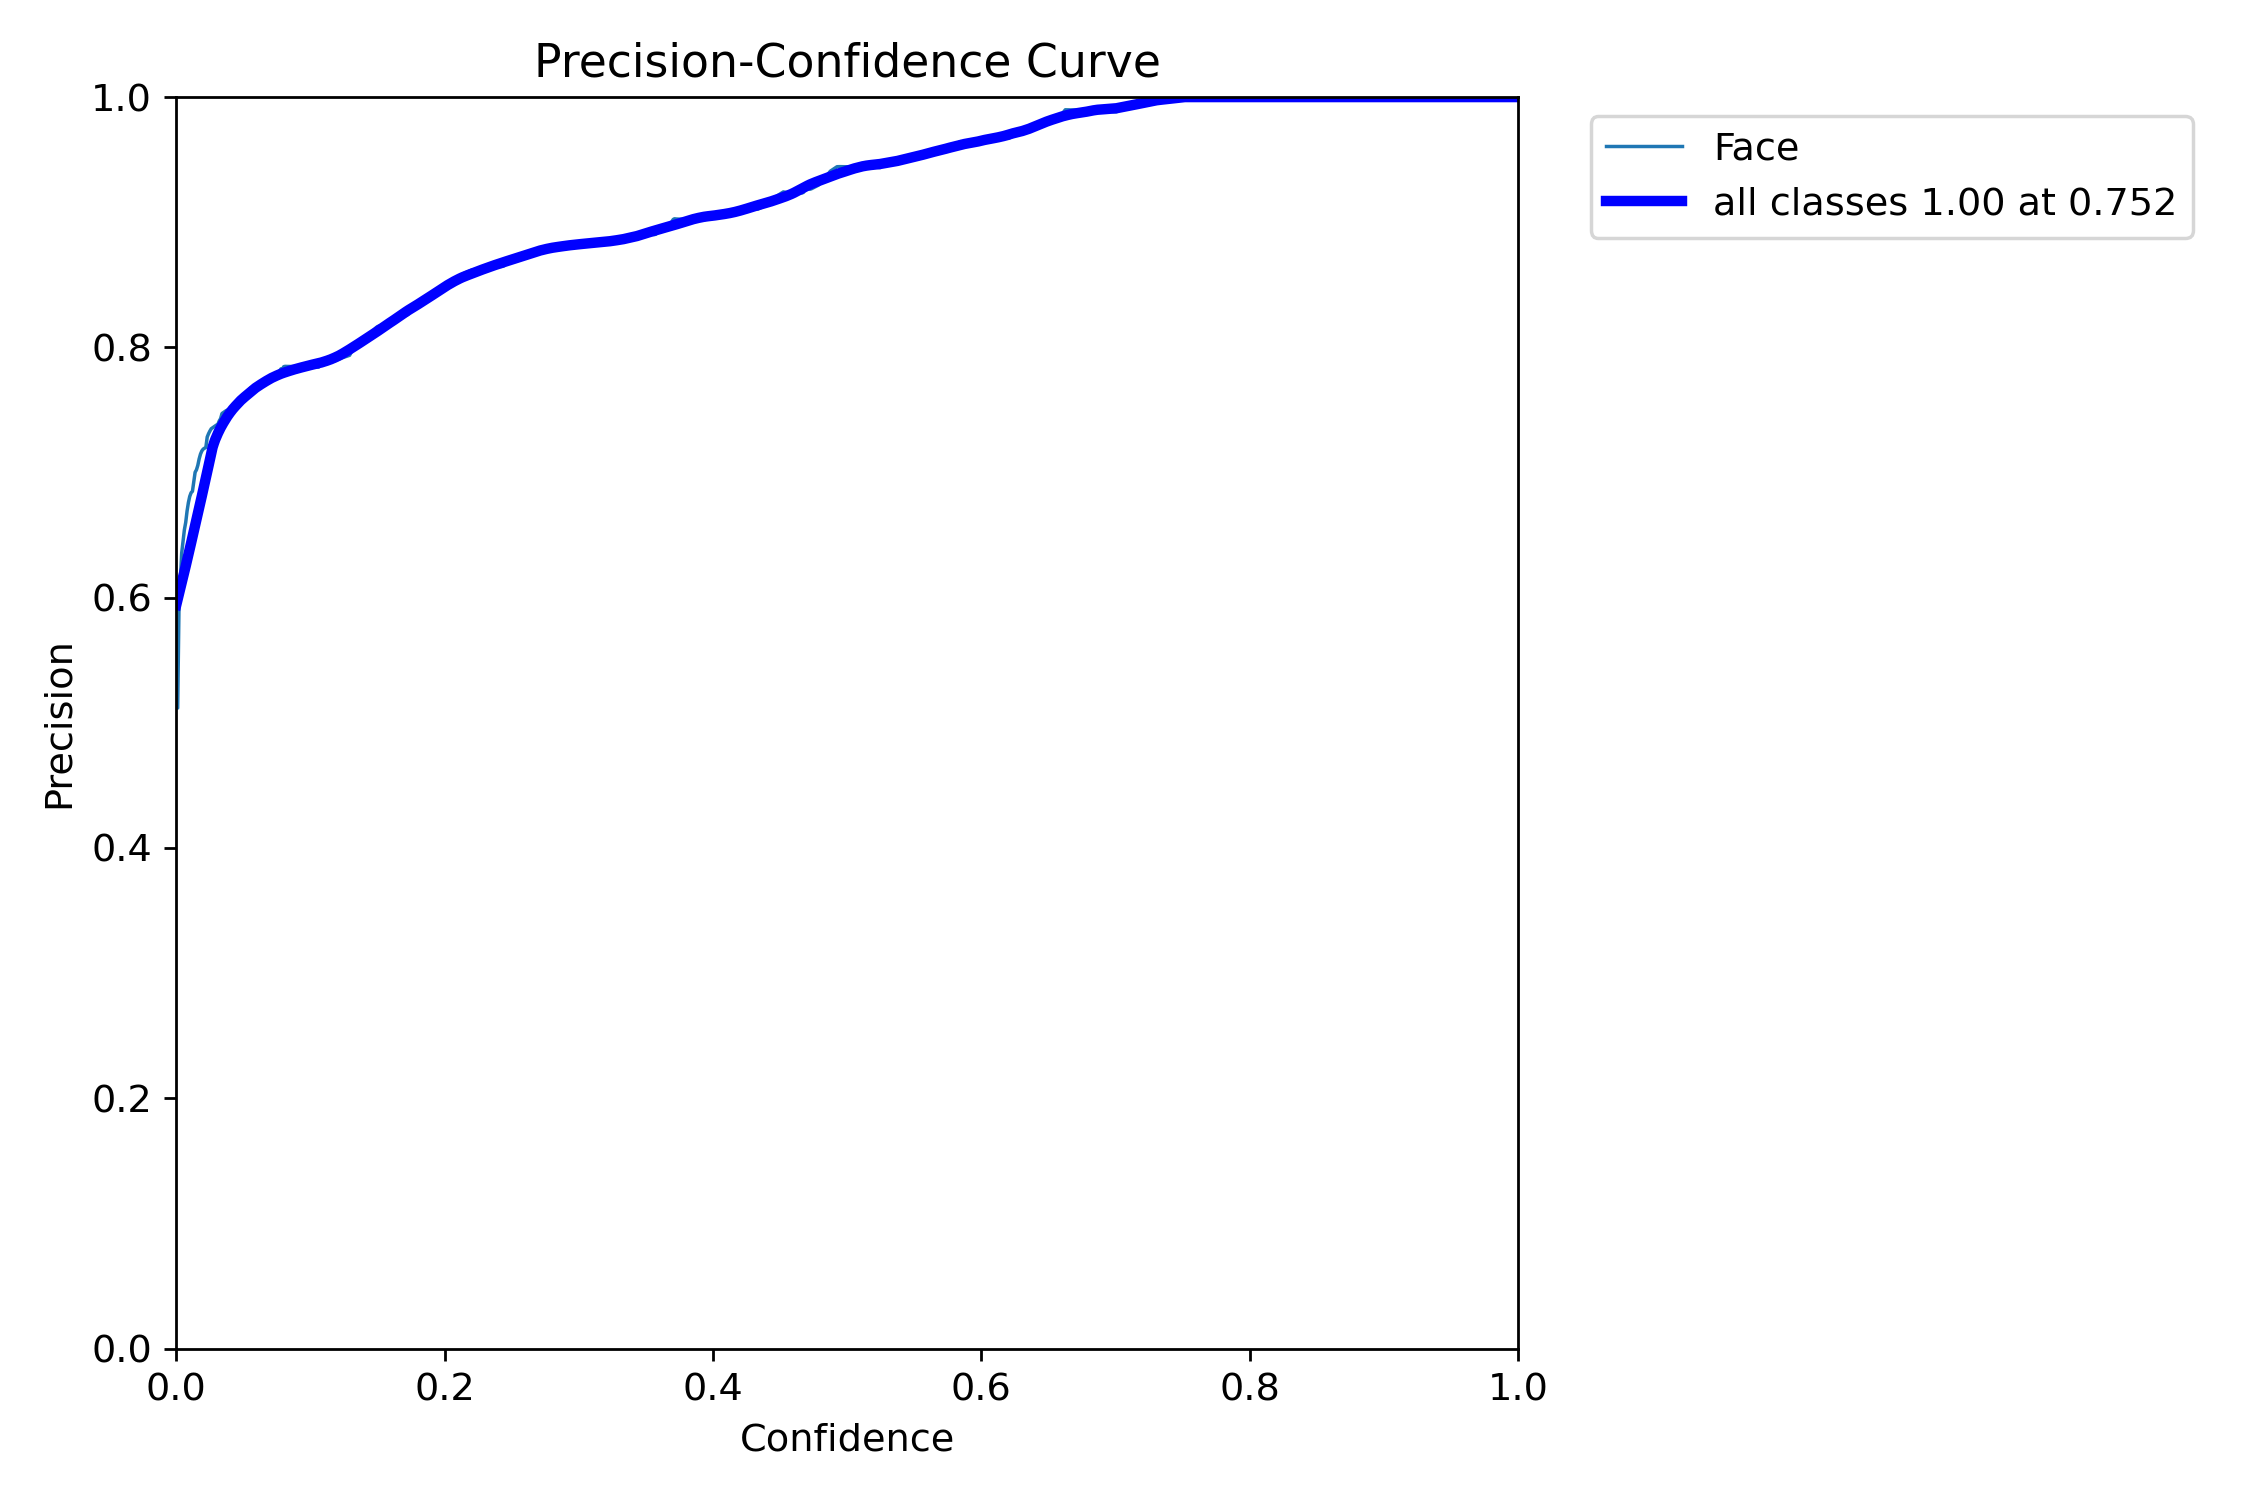 Precision-Confidence Curve
1.0
0.8
0.6
0.4
0.2
0.0
Precision
0.0 0.2 0.4 0.6 0.8 1.0
Confidence
Face
all classes 1.00 at 0.752